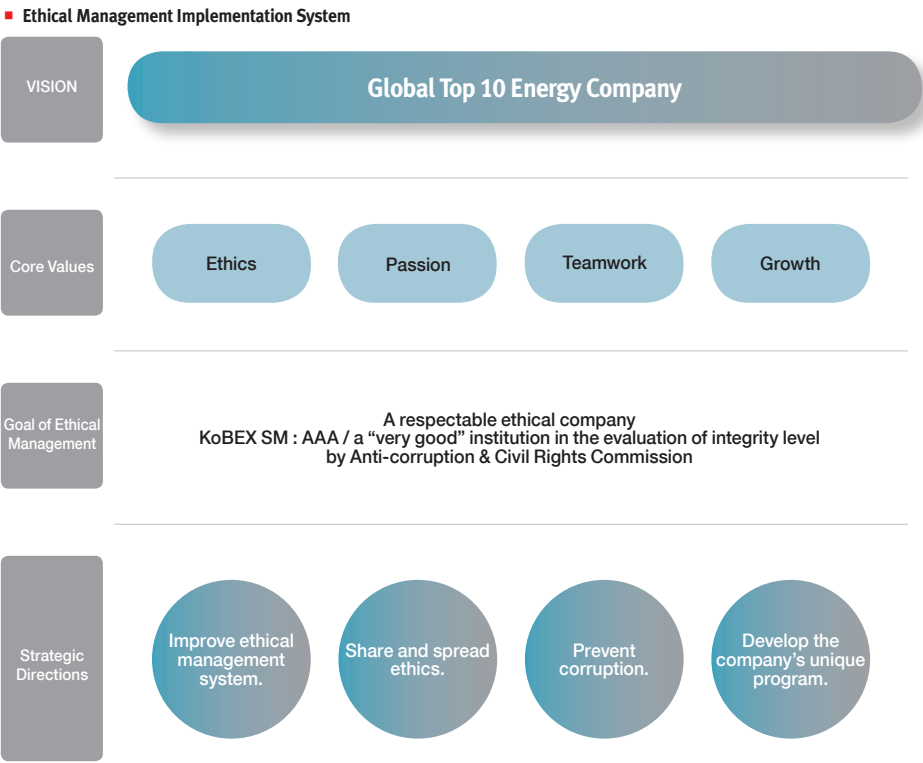 Ethical Management Implementation System
VISION
Global Top 10 Energy Company
Core Values
Ethics
Passion
Teamwork
Growth
Goal of Ethical
Management
A respectable ethical company
KoBEX SM : AAA / a “very good” institution in the evaluation of integrity level
by Anti-corruption & Civil Rights Commission
Strategic
Directions
Improve ethical
management
system.
Share and spread
ethics.
Prevent
corruption.
Develop the
company’s unique
program.